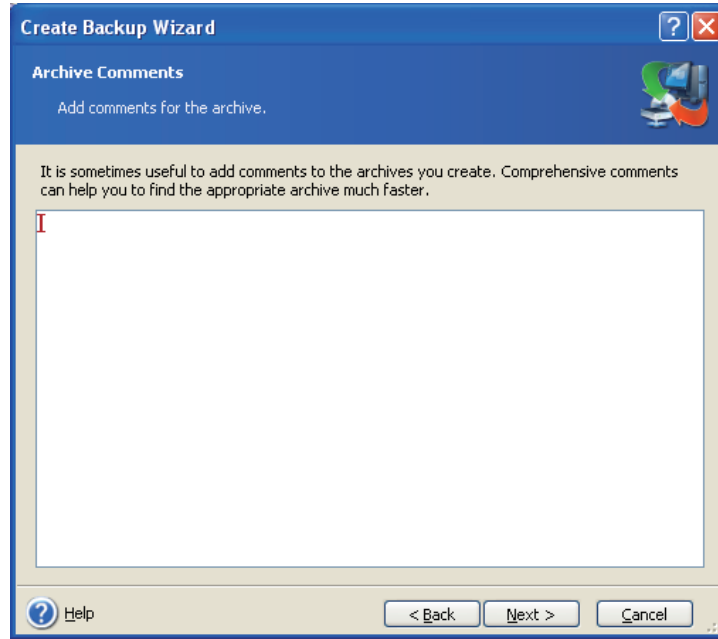 Create Backup Wizard
Archive Comments
Add comments for the archive.
It is sometimes useful to add comments to the archives you create. Comprehensive comments
can help you to find the appropriate archive much faster.
Help
< Back
Next >
Cancel